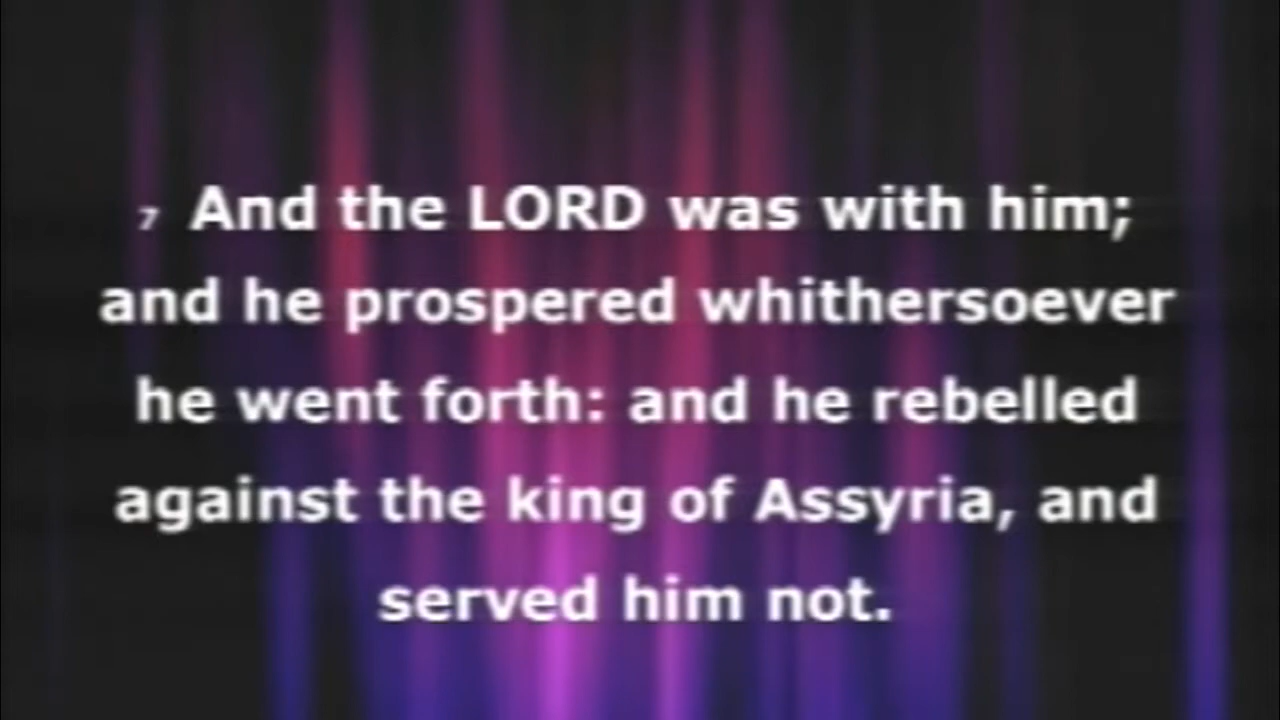 7 And the LORD was with him;
and he prospered whithersoever
he went forth: and he rebelled
against the king of Assyria, and
served him not.